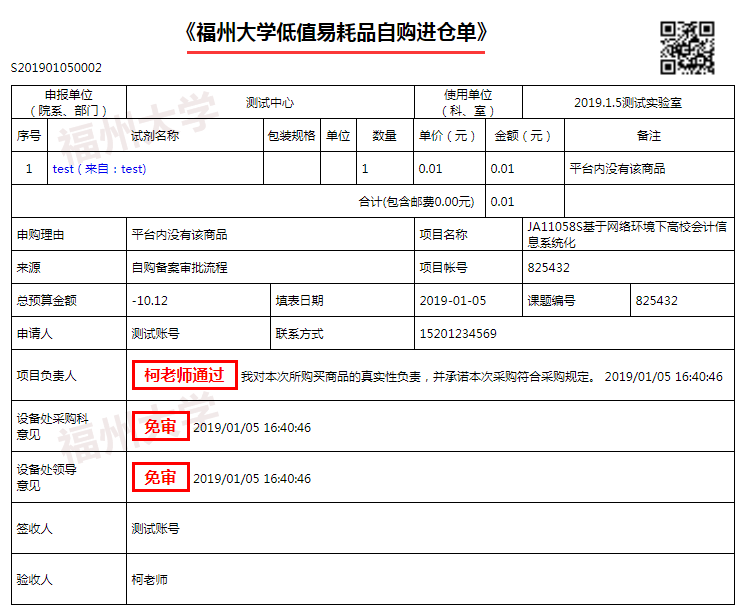 《福州大学低值易耗品自购进仓单》
S201901050002
申报单位
（院系、部门）
测试中心
使用单位
（科、室）
2019.1.5测试实验室
序号
试剂名称
包装规格
单位
数量
单价（元）
金额（元）
备注
1
test（来自：test)
1
0.01
0.01
平台内没有该商品
合计(包含邮费0.00元)
0.01
申购理由
平台内没有该商品
项目名称
JA11058S基于网络环境下高校会计信
息系统化
来源
自购备案审批流程
项目帐号
825432
总预算金额
-10.12
填表日期
2019-01-05
课题编号
825432
申请人
测试账号
联系方式
15201234569
项目负责人
柯老师通过 我对本次所购买商品的真实性负责，并承诺本次采购符合采购规定。 2019/01/05 16:40:46
设备处采购科
意见
免审 2019/01/05 16:40:46
设备处领导
意见
免审 2019/01/05 16:40:46
签收人
测试账号
验收人
柯老师
福州大学
福州大学